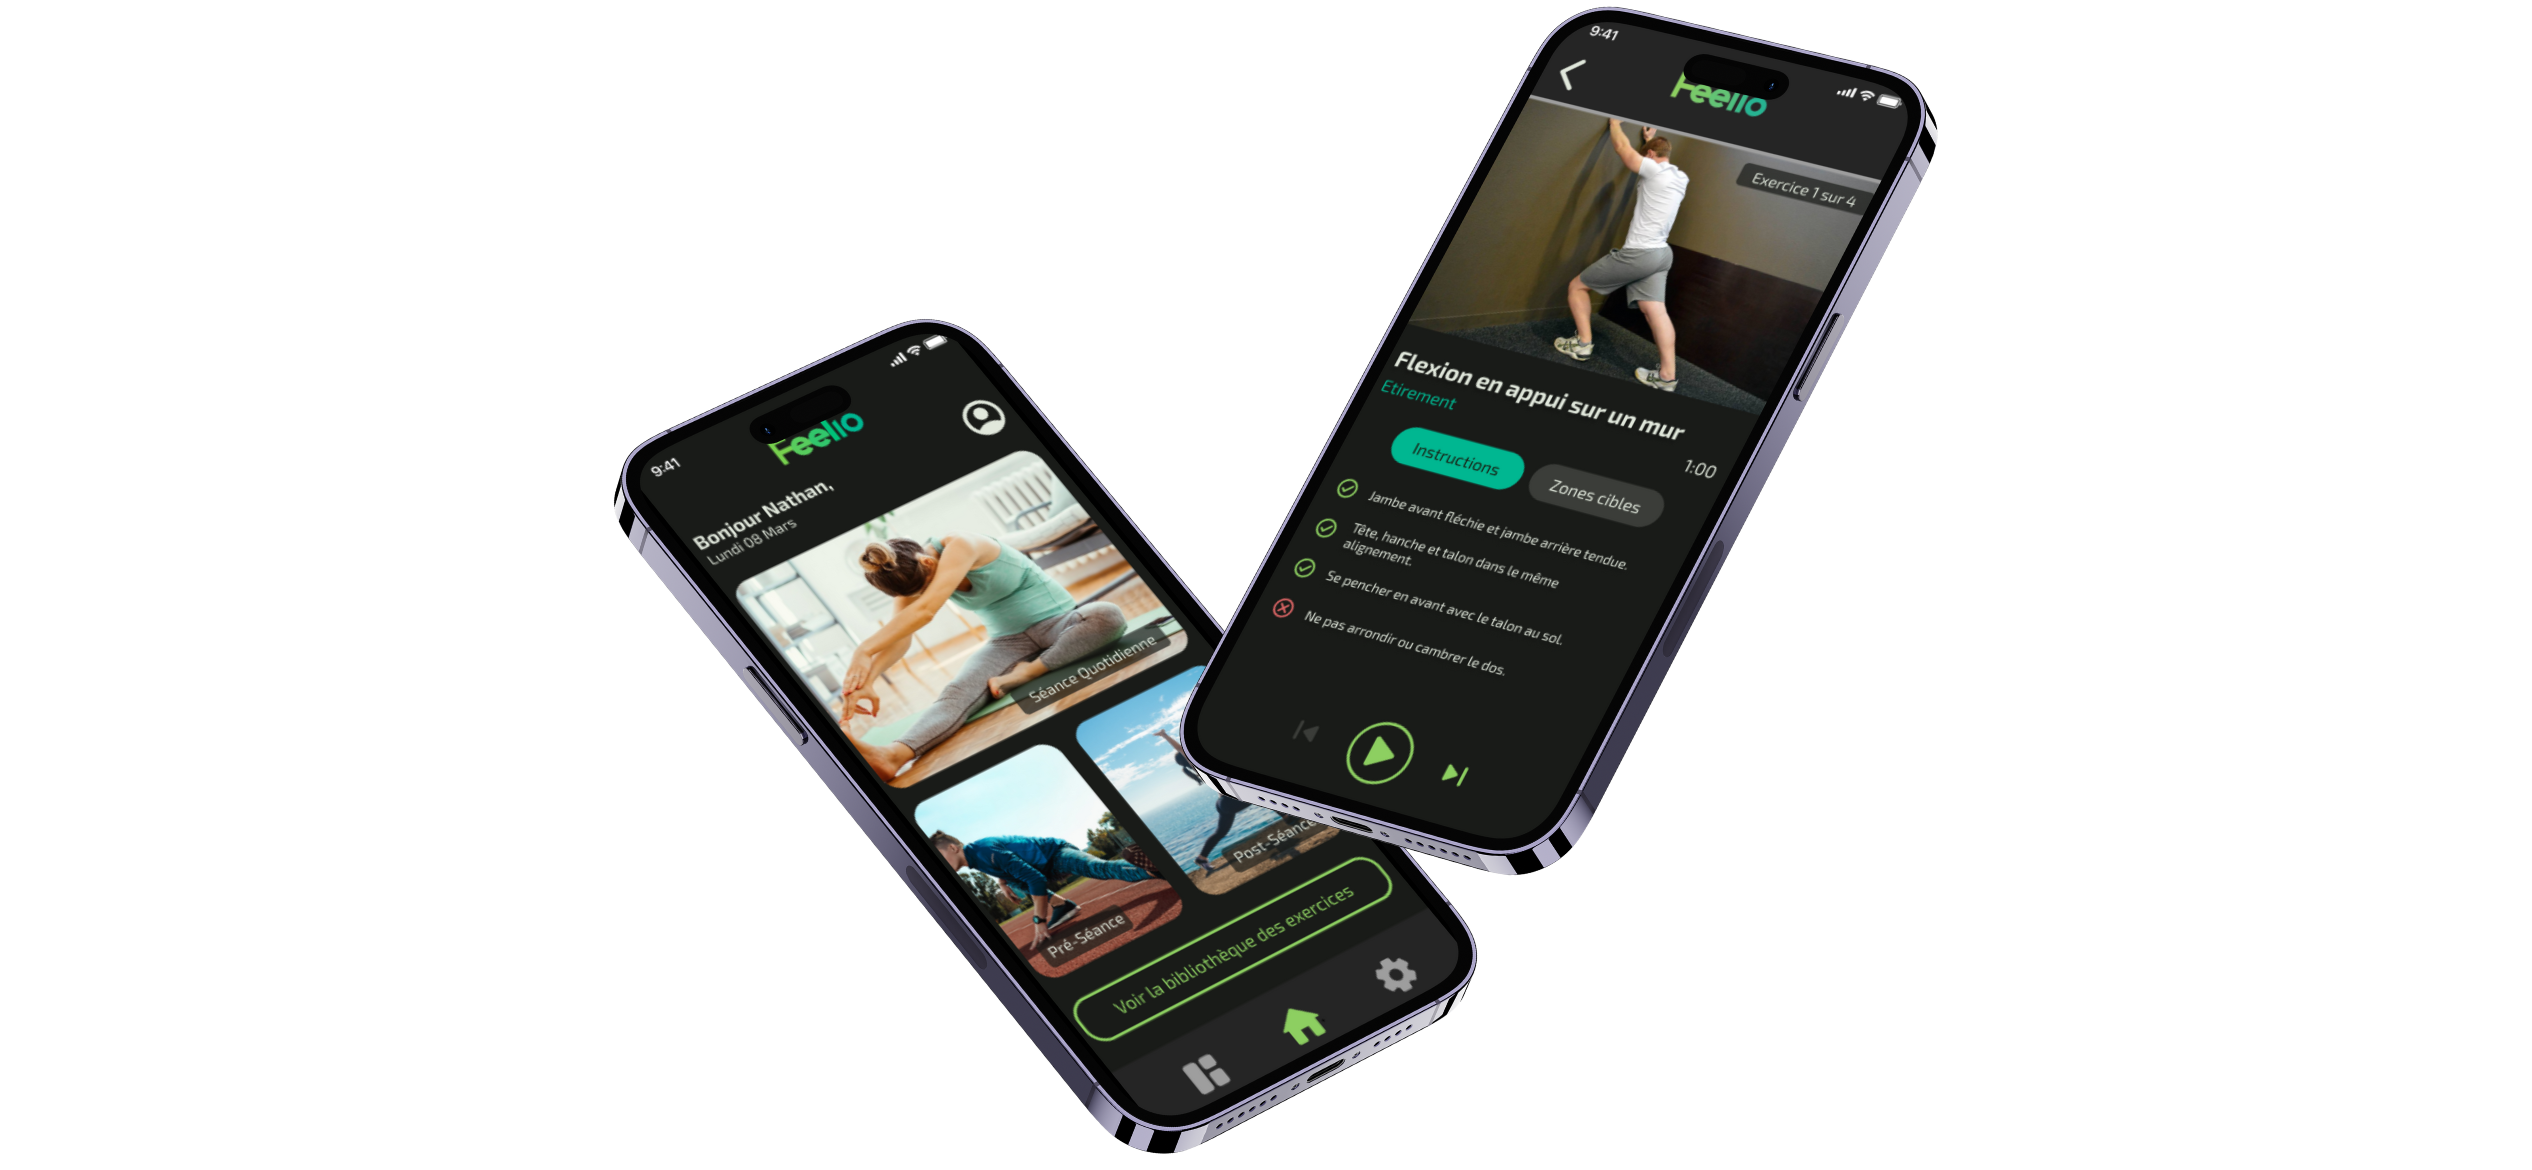 9:41
Feello
Bonjour Nathan,
Lundi 08 Mars
Séance Quotidienne
Pré-Séance
Post-Séance
Voir la bibliothèque des exercices
9:41
Feello
Exercice 1 sur 4
Flexion en appui sur un mur
Etirement
1:00
Instructions
Zones cibles
Jambe avant fléchie et jambe arrière tendue.
Tête, hanche et talon dans le même
alignement.
Se pencher en avant avec le talon au sol.
Ne pas arrondir ou cambrer le dos.